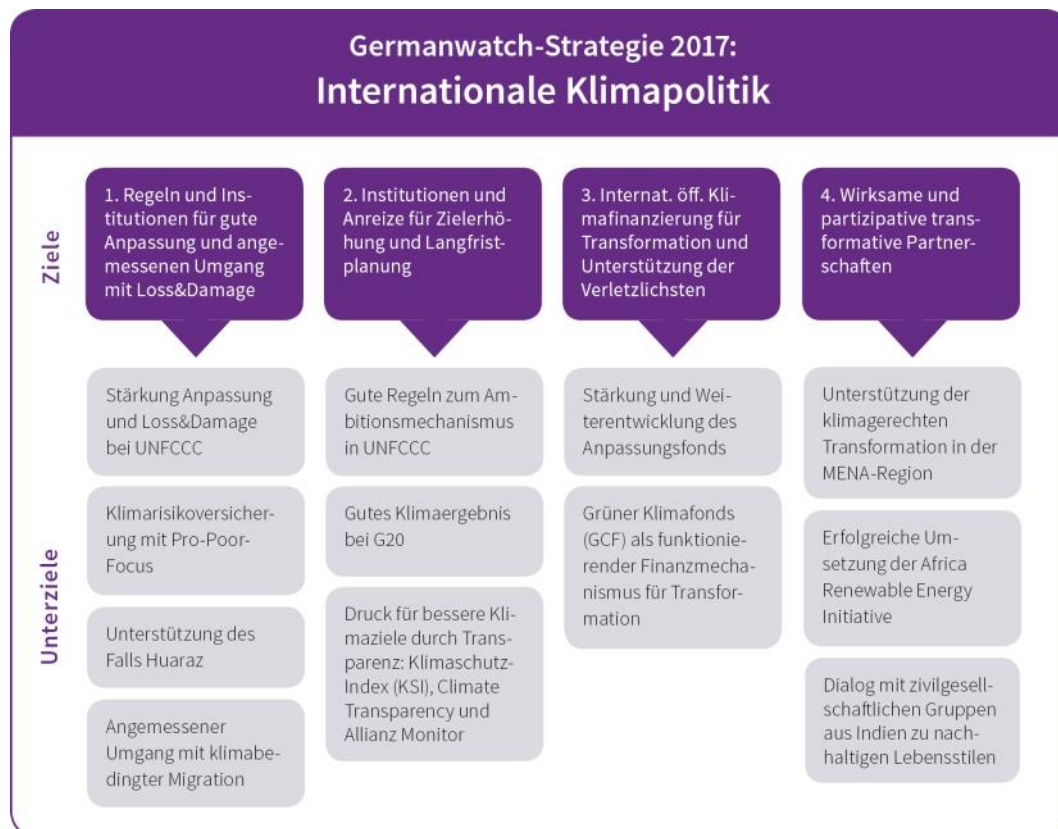 Germanwatch-Strategie 2017:
Internationale Klimapolitik
Ziele
1. Regeln und Ins-
titutionen für gute
Anpassung und ange-
messenen Umgang
mit Loss&Damage
2. Institutionen und
Anreize für Zielerhö-
hung und Langfrist-
planung
3. Internat. öff. Kli-
mafinanzierung für
Transformation und
Unterstützung der
Verletzlichsten
4. Wirksame und
partizipative trans-
formative Partner-
schaften
Unterziele
Stärkung Anpassung
und Loss&Damage
bei UNFCCC
Klimarisikoversicher-
ung mit Pro-Poor-
Focus
Unterstützung des
Falls Huaraz
Angemessener
Umgang mit klimabe-
dingter Migration
Gute Regeln zum Am-
bitionsmechanismus
in UNFCCC
Gutes Klimaergebnis
bei G20
Druck für bessere Kli-
maziele durch Trans-
parenz: Klimaschutz-
Index (KSI), Climate
Transparency und
Allianz Monitor
Stärkung und Wei-
terentwicklung des
Anpassungsfonds
Grüner Klimafonds
(GCF) als funktionie-
render Finanzmecha-
nismus für Transfor-
mation
Unterstützung der
klimagerechten
Transformation in der
MENA-Region
Erfolgreiche Um-
setzung der Africa
Renewable Energy
Initiative
Dialog mit zivilgesell-
schaftlichen Gruppen
aus Indien zu nach-
haltigen Lebensstilen